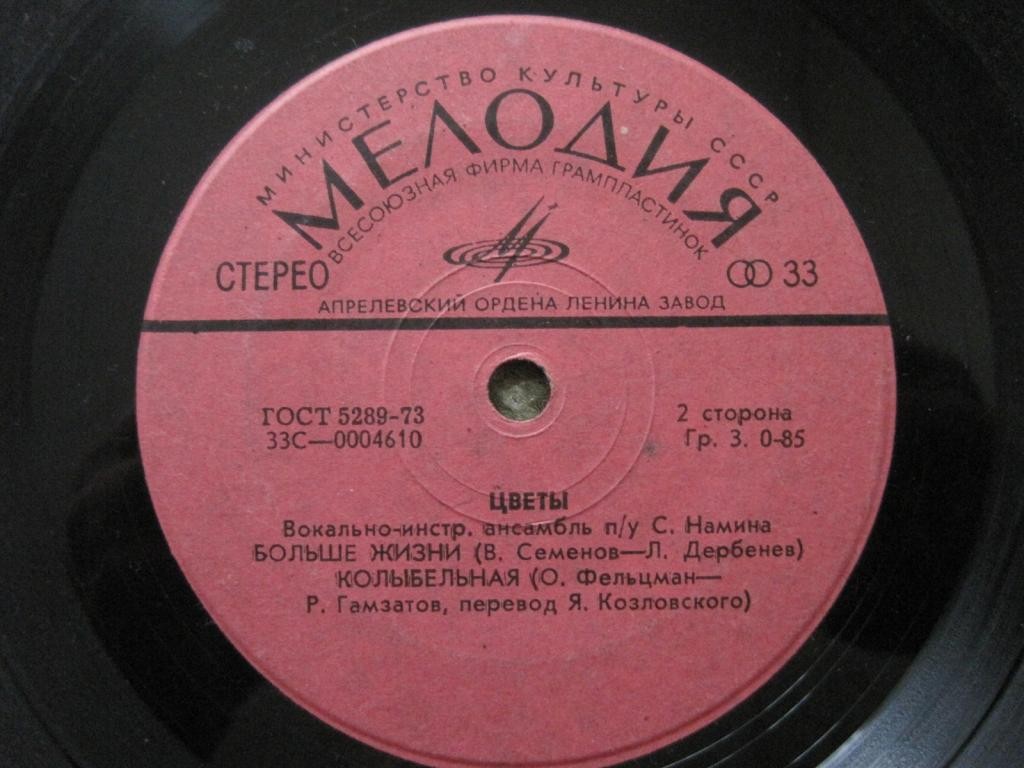 МИНИСТЕРСТВО КУЛЬТУРЫ СССР
МЕЛОДИЯ
ВСЕСОЮЗНАЯ ФИРМА ГРАМПЛАСТИНОК
СТЕРЕО
33
АПРЕЛЕВСКИЙ ОРДЕНА ЛЕНИНА ЗАВОД
ГОСТ 5289-73
33С—0004610
2 сторона
Гр. 3. 0-85
ЦВЕТЫ
Вокально-инстр. ансамбль п/у С. Намина
БОЛЬШЕ ЖИЗНИ (В. Семенов—Л. Дербенев)
КОЛЫБЕЛЬНАЯ (О. Фельцман—
Р. Гамзатов, перевод Я. Козловского)